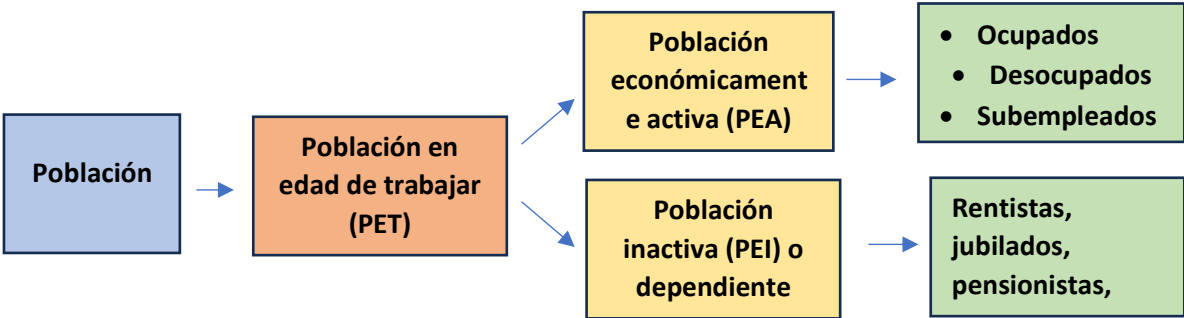 Población
Población en
edad de trabajar
(PET)
Población
económicament
e activa (PEA)
• Ocupados
• Desocupados
• Subempleados
Población
inactiva (PEI) o
dependiente
Rentistas,
jubilados,
pensionistas,